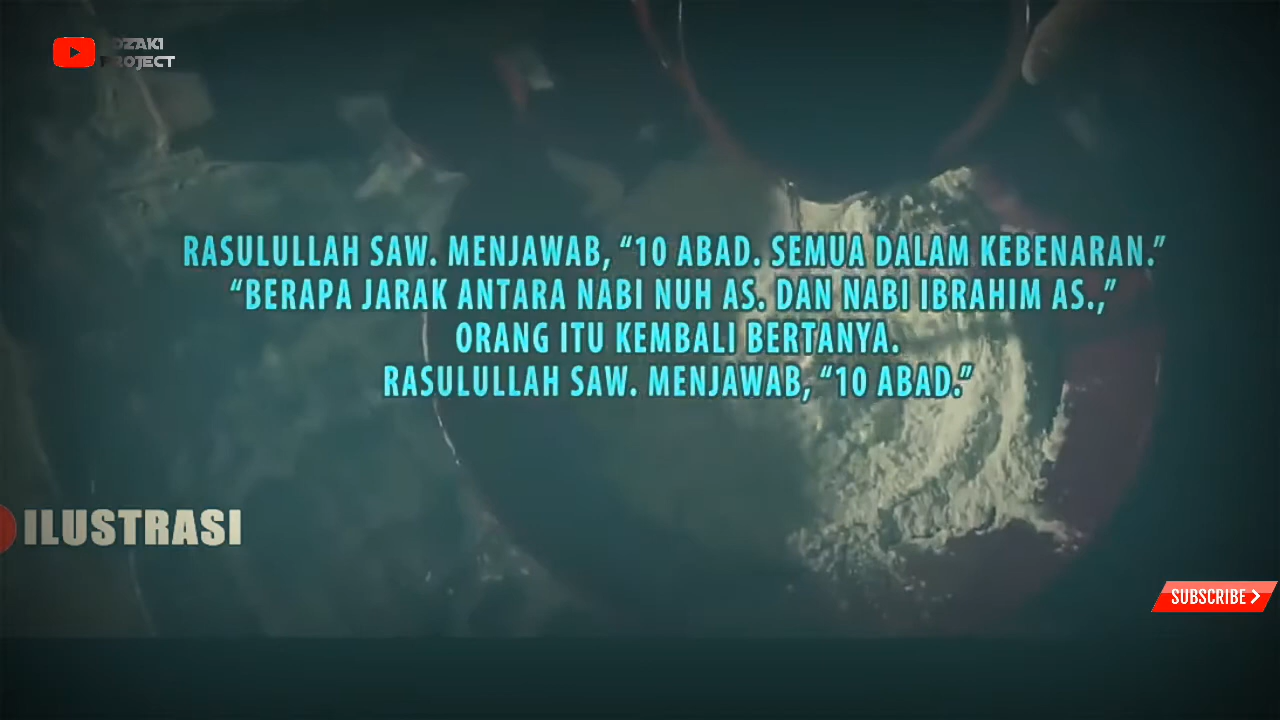 PROJECT
RASULULLAH SAW. MENJAWAB, “10 ABAD. SEMUA DALAM KEBENARAN.”
“BERAPA JARAK ANTARA NABI NUH AS. DAN NABI IBRAHIM AS.,”
ORANG ITU KEMBALI BERTANYA.
RASULULLAH SAW. MENJAWAB, “10 ABAD.”
ILUSTRASI
SUBSCRIBE >